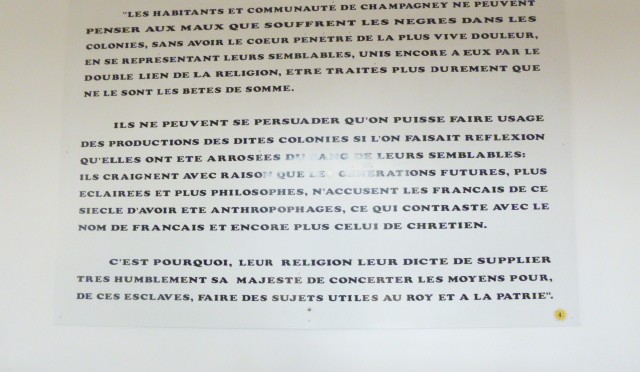 "LES HABITANTS ET COMMUNAUTÉ DE CHAMPAGNEY NE PEUVENT
PENSER AUX MAUX QUE SOUFFRENT LES NEGRES DANS LES
COLONIES, SANS AVOIR LE COEUR PENETRE DE LA PLUS VIVE DOULEUR,
EN SE REPRESENTANT LEURS SEMBLABLES, UNIS ENCORE A EUX PAR LE
DOUBLE LIEN DE LA RELIGION, ETRE TRAITES PLUS DUREMENT QUE
NE LE SONT LES BETES DE SOMME.
ILS NE PEUVENT SE PERSUADER QU'ON PUISSE FAIRE USAGE
DES PRODUCTIONS DES DITES COLONIES SI L'ON FAISAIT REFLEXION
QU'ELLES ONT ETE ARROSEES DU SANG DE LEURS SEMBLABLES:
ILS CRAIGNENT AVEC RAISON QUE LES GENERATIONS FUTURES, PLUS
ECLAIREES ET PLUS PHILOSOPHES, N'ACCUSENT LES FRANCAIS DE CE
SIECLE D'AVOIR ETE ANTHROPOPHAGES, CE QUI CONTRASTE AVEC LE
NOM DE FRANCAIS ET ENCORE PLUS CELUI DE CHRETIEN.
C'EST POURQUOI, LEUR RELIGION LEUR DICTE DE SUPPLIER
TRES HUMBLEMENT SA MAJESTE DE CONCERTER LES MOYENS POUR,
DE CES ESCLAVES, FAIRE DES SUJETS UTILES AU ROY ET A LA PATRIE".
4